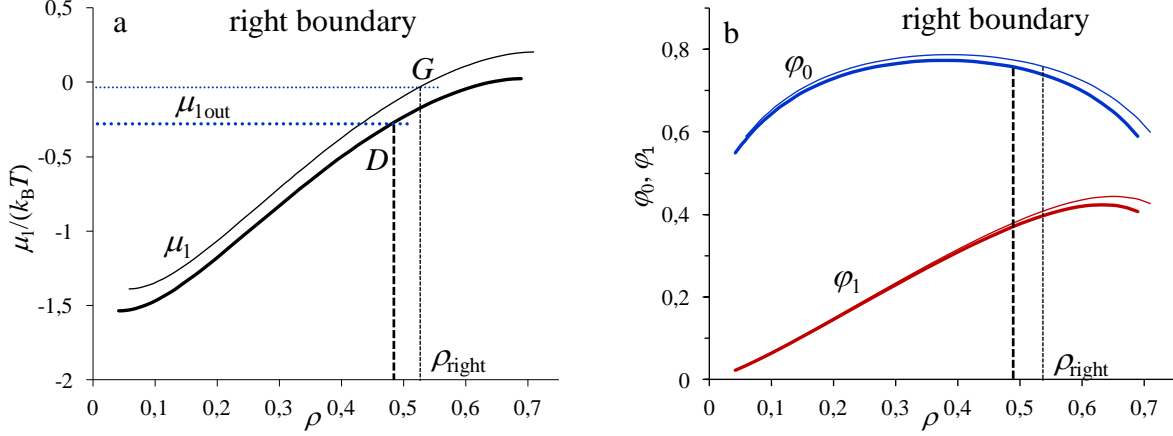 a
right boundary
0,5
0
-0,5
-1
-1,5
-2
μ₁/(k_BT)
G
μ₁out
D
μ₁
ρright
0
0,1
0,2
0,3
0,4
0,5
0,6
0,7
ρ
b
right boundary
0,8
0,6
0,4
0,2
0
φ₀, φ₁
φ₀
φ₁
ρright
0
0,1
0,2
0,3
0,4
0,5
0,6
0,7
ρ